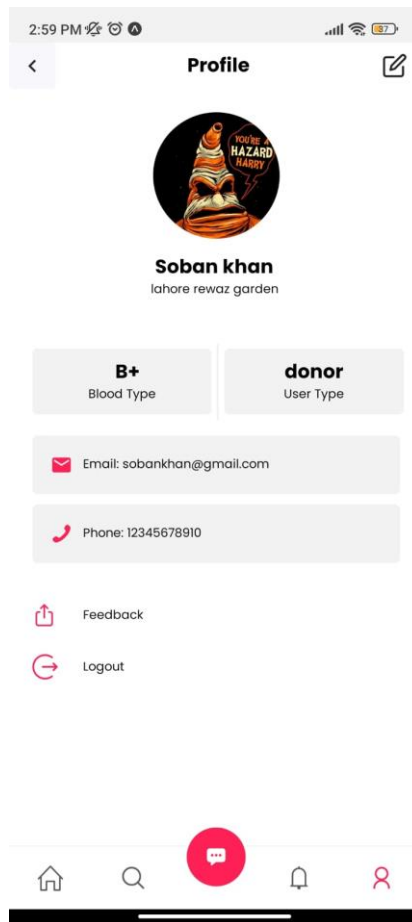 2:59 PM
37
Profile
YOU'RE A
HAZARD
HARRY
Soban khan
lahore rewaz garden
B+
Blood Type
donor
User Type
Email: sobankhan@gmail.com
Phone: 12345678910
Feedback
Logout